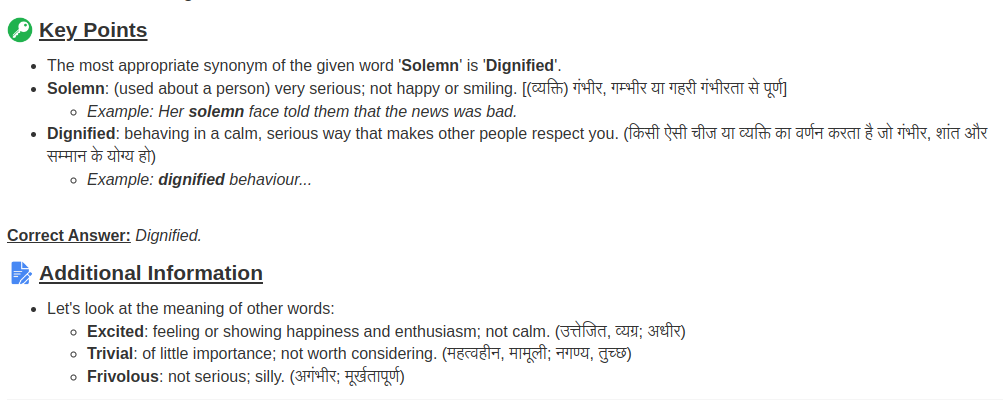 Key Points
• The most appropriate synonym of the given word 'Solemn' is 'Dignified'.
• Solemn: (used about a person) very serious; not happy or smiling. [(व्यक्ति) गंभीर, गम्भीर या गहरी गंभीरता से पूर्ण]
◦ Example: Her solemn face told them that the news was bad.
• Dignified: behaving in a calm, serious way that makes other people respect you. (किसी ऐसी चीज या व्यक्ति का वर्णन करता है जो गंभीर, शांत और
सम्मान के योग्य हो)
◦ Example: dignified behaviour...
Correct Answer: Dignified.
Additional Information
• Let's look at the meaning of other words:
◦ Excited: feeling or showing happiness and enthusiasm; not calm. (उत्तेजित, व्यग्र; अधीर)
◦ Trivial: of little importance; not worth considering. (महत्वहीन, मामूली; नगण्य, तुच्छ)
◦ Frivolous: not serious; silly. (अगंभीर; मूर्खतापूर्ण)